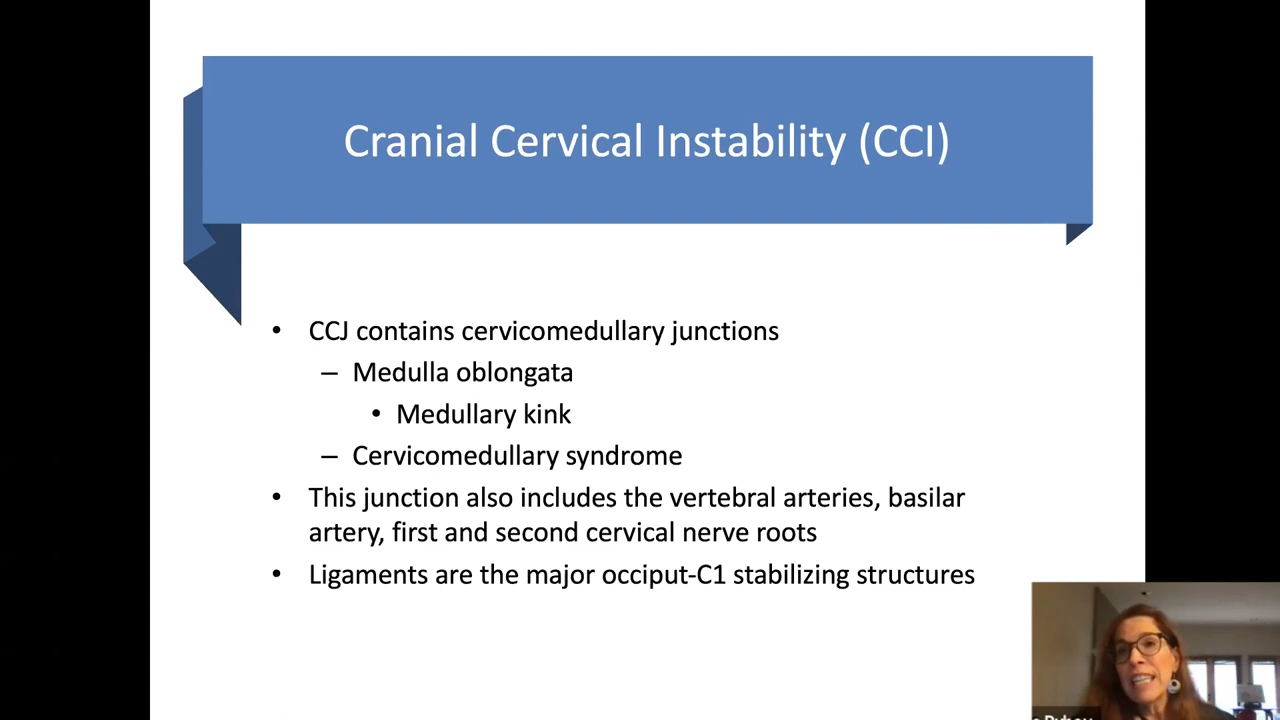 Cranial Cervical Instability (CCI)
• CCJ contains cervicomedullary junctions
– Medulla oblongata
• Medullary kink
– Cervicomedullary syndrome
• This junction also includes the vertebral arteries, basilar
artery, first and second cervical nerve roots
• Ligaments are the major occiput-C1 stabilizing structures